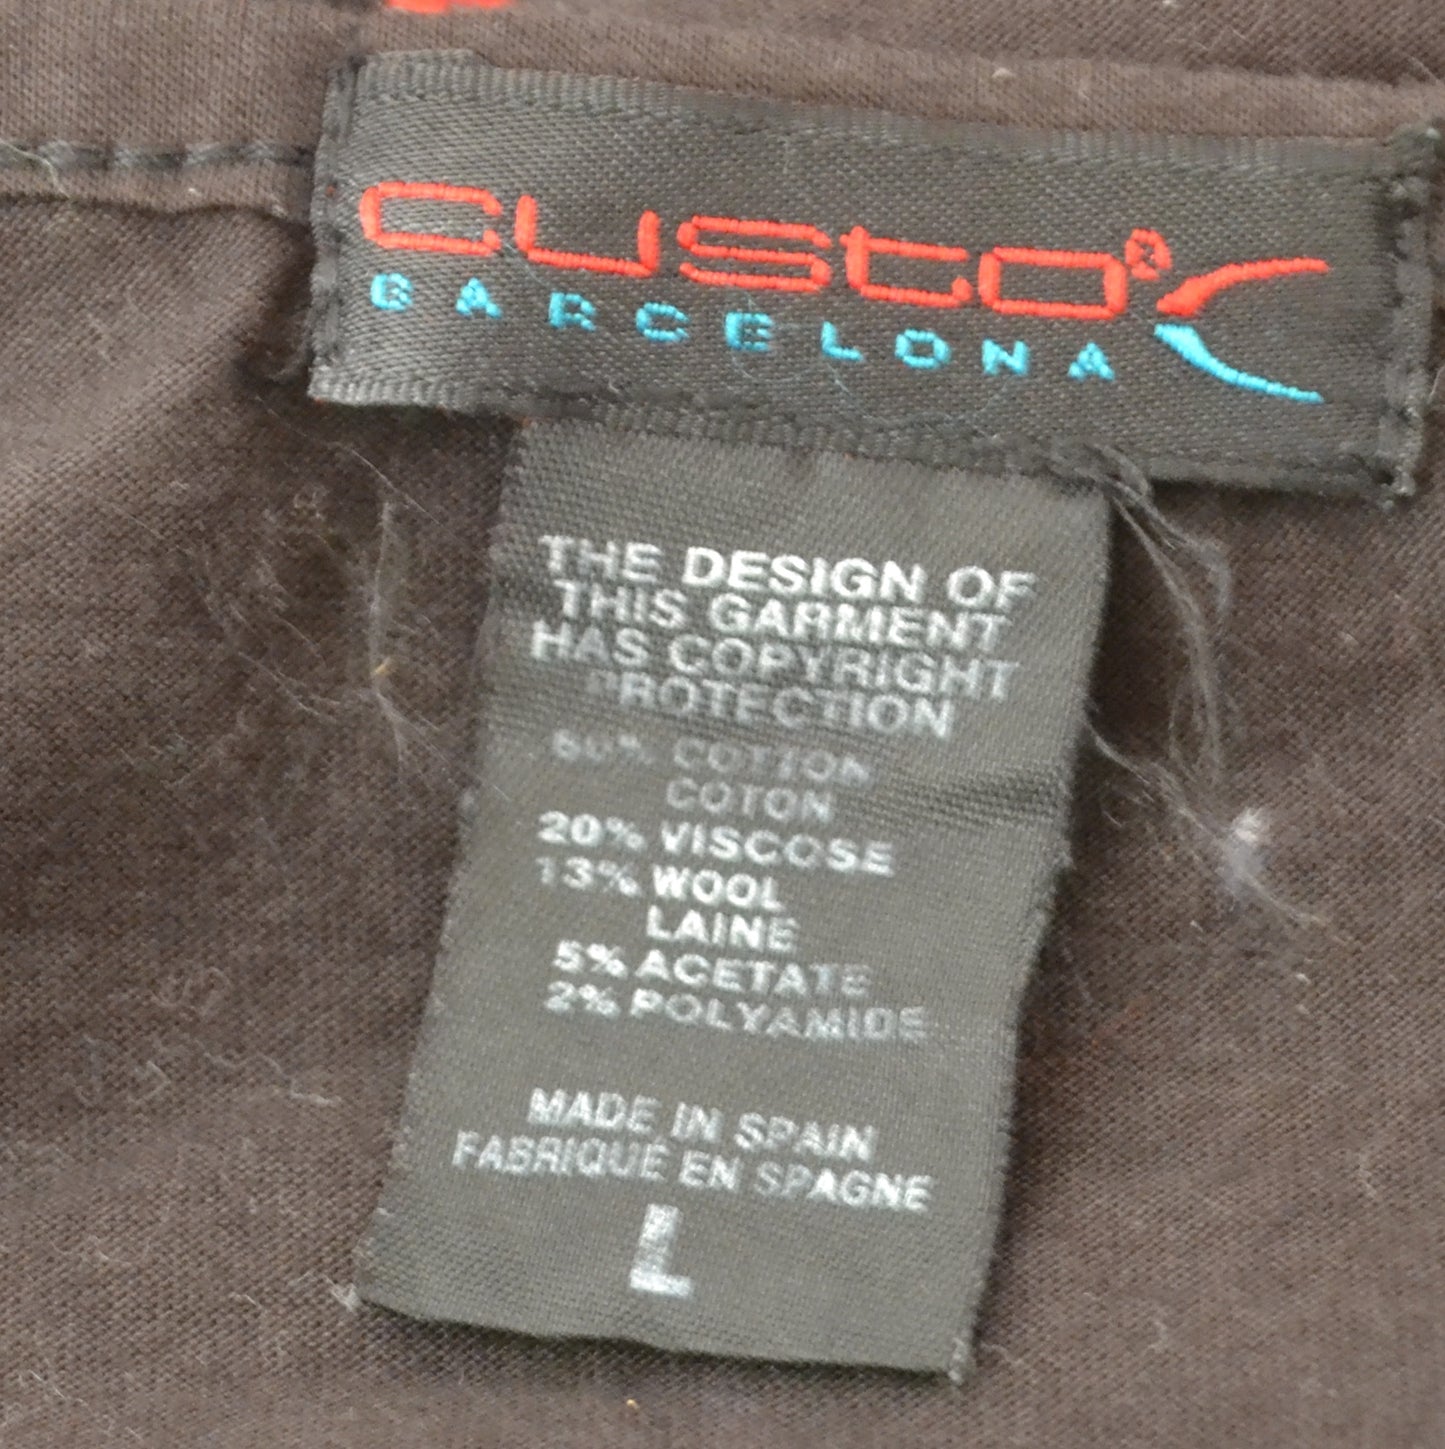 custo®
BARCELONA
THE DESIGN OF
THIS GARMENT
HAS COPYRIGHT
PROTECTION
60% COTTON
COTON
20% VISCOSE
13% WOOL
LAINE
5% ACETATE
2% POLYAMIDE
MADE IN SPAIN
FABRIQUÉ EN SPAGNE
L